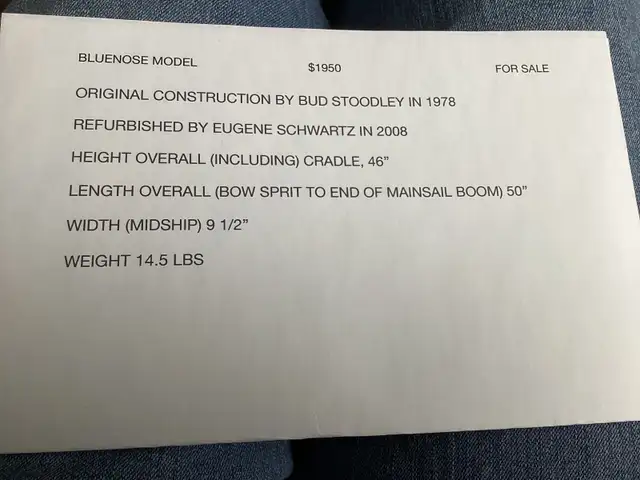 BLUENOSE MODEL $1950 FOR SALE
ORIGINAL CONSTRUCTION BY BUD STOODLEY IN 1978
REFURBISHED BY EUGENE SCHWARTZ IN 2008
HEIGHT OVERALL (INCLUDING) CRADLE, 46”
LENGTH OVERALL (BOW SPRIT TO END OF MAINSAIL BOOM) 50”
WIDTH (MIDSHIP) 9 1/2”
WEIGHT 14.5 LBS